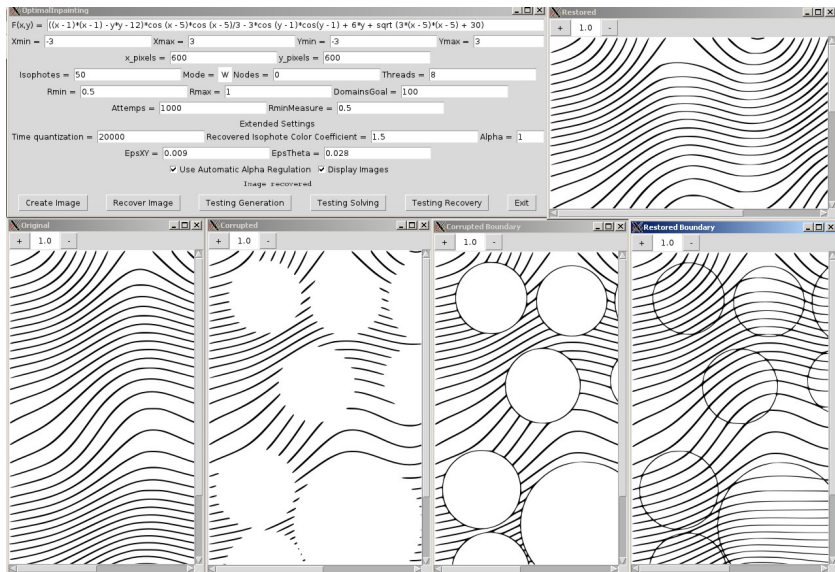 OptimalInpainting
F(x,y) = ((x - 1)*(x - 1) - y*y - 12)*cos (x - 5)*cos (x - 5)/3 - 3*cos (y - 1)*cos(y - 1) + 6*y + sqrt (3*(x - 5)*(x - 5) + 30)
Xmin = -3 Xmax = 3 Ymin = -3 Ymax = 3
x_pixels = 600 y_pixels = 600
Isophotes = 50 Mode = W Nodes = 0 Threads = 8
Rmin = 0.5 Rmax = 1 DomainsGoal = 100
Attemps = 1000 RminMeasure = 0.5
Extended Settings
Time quantization = 20000 Recovered Isophote Color Coefficient = 1.5 Alpha = 1
EpsXY = 0.009 EpsTheta = 0.028
Use Automatic Alpha Regulation Display Images
Image recovered
Create Image Recover Image Testing Generation Testing Solving Testing Recovery Exit
Restored
+ 1.0 -
Original
+ 1.0 -
Corrupted
+ 1.0 -
Corrupted Boundary
+ 1.0 -
Restored Boundary
+ 1.0 -